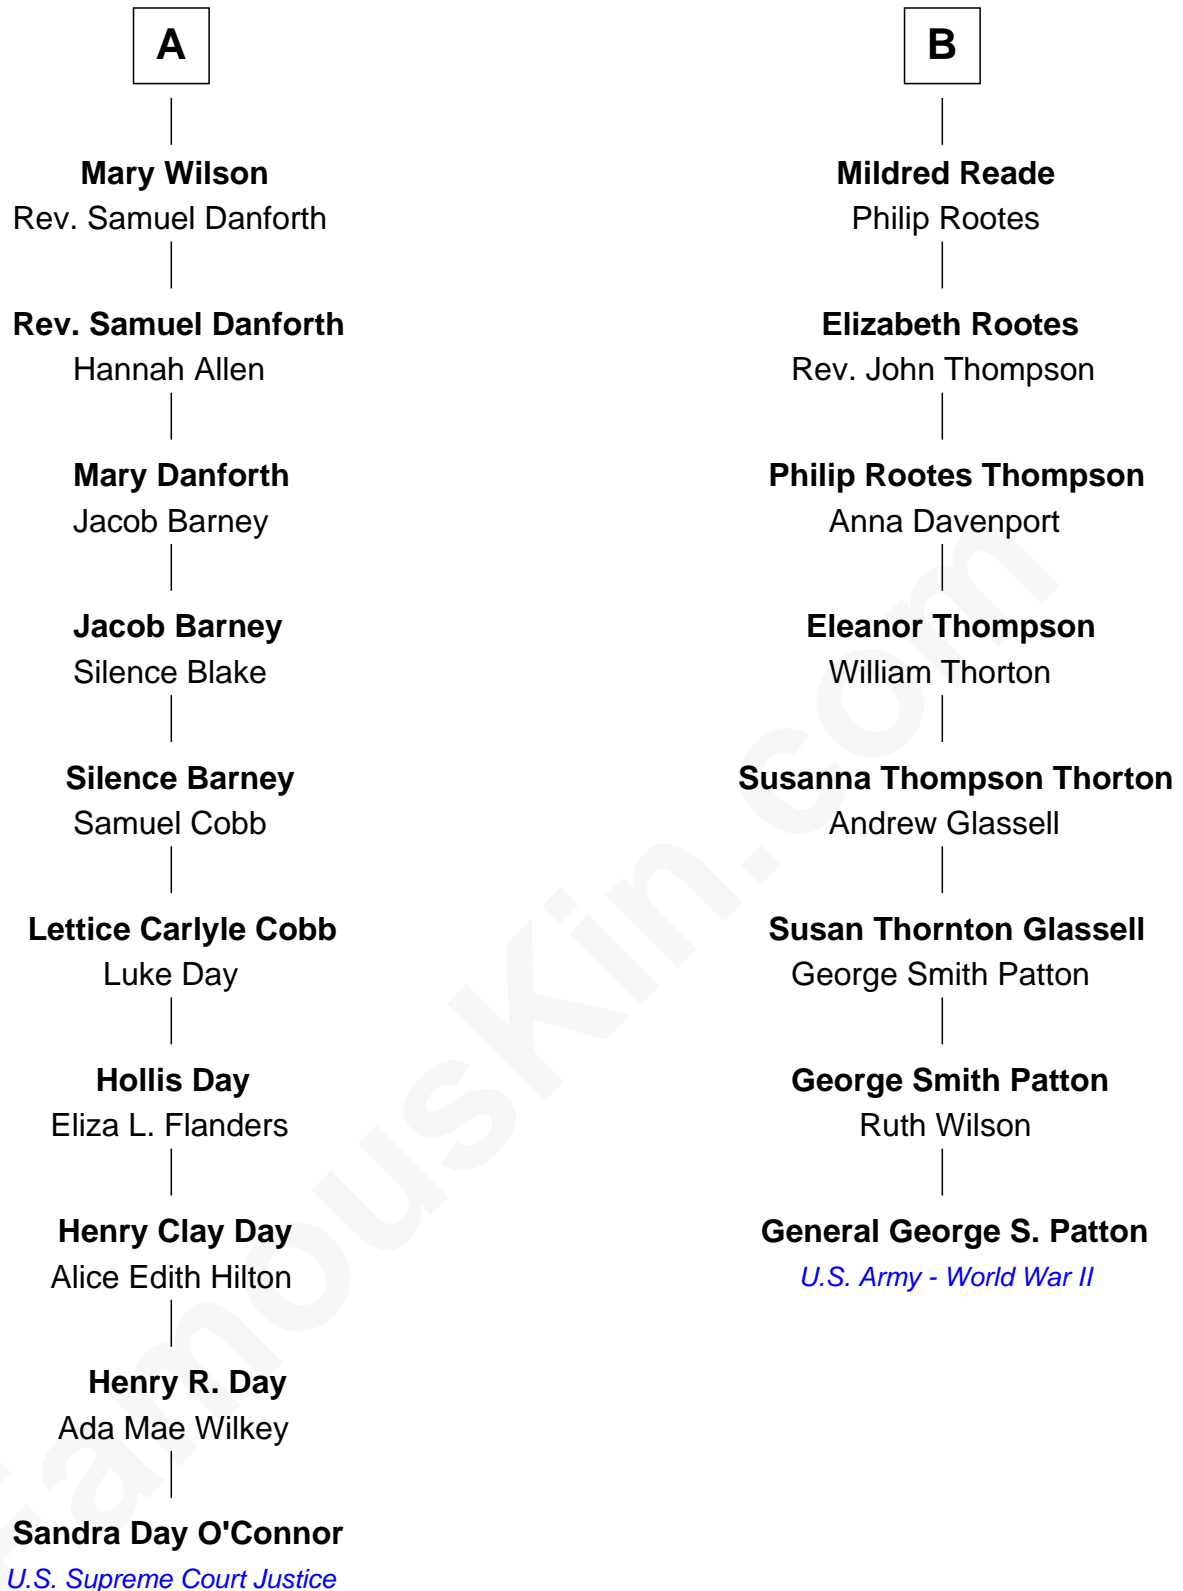 A
Mary Wilson
Rev. Samuel Danforth
Rev. Samuel Danforth
Hannah Allen
Mary Danforth
Jacob Barney
Jacob Barney
Silence Blake
Silence Barney
Samuel Cobb
Lettice Carlyle Cobb
Luke Day
Hollis Day
Eliza L. Flanders
Henry Clay Day
Alice Edith Hilton
Henry R. Day
Ada Mae Wilkey
Sandra Day O'Connor
U.S. Supreme Court Justice
B
Mildred Reade
Philip Rootes
Elizabeth Rootes
Rev. John Thompson
Philip Rootes Thompson
Anna Davenport
Eleanor Thompson
William Thorton
Susanna Thompson Thorton
Andrew Glassell
Susan Thornton Glassell
George Smith Patton
George Smith Patton
Ruth Wilson
General George S. Patton
U.S. Army - World War II
FamousKin.com